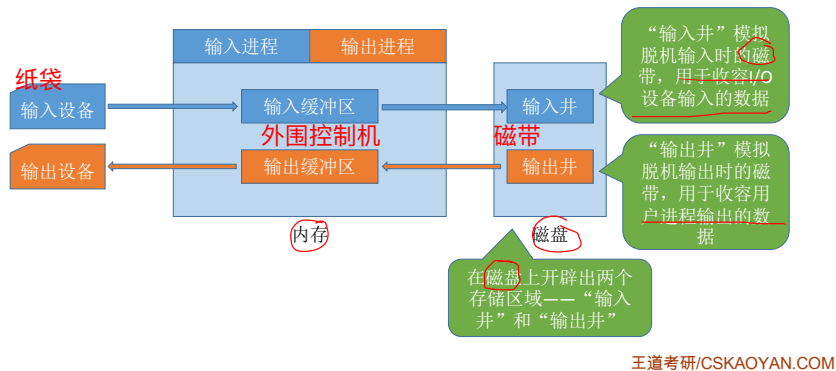 输入进程
输出进程
纸袋
输入设备
输入缓冲区
输入井
外围控制机
磁带
输出设备
输出缓冲区
输出井
内存
磁盘
“输入井”模拟
脱机输入时的磁
带，用于收容I/O
设备输入的数据
“输出井”模拟
脱机输出时的磁
带，用于收容用
户进程输出的数
据
在磁盘上开辟出两个
存储区域——“输入
井”和“输出井”
王道考研/CSKAOYAN.COM